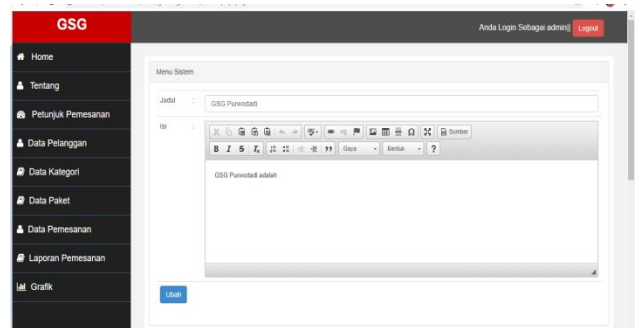 GSG
Anda Login Sebagai admin|| Logout
Home
Tentang
Petunjuk Pemesanan
Data Pelanggan
Data Kategori
Data Paket
Data Pemesanan
Laporan Pemesanan
Grafik
Menu Sistem
Judul : GSG Purwodadi
Isi :
Sumber
B I S Ix Gaya Bentuk ?
GSG Purwodadi adalah
Ubah